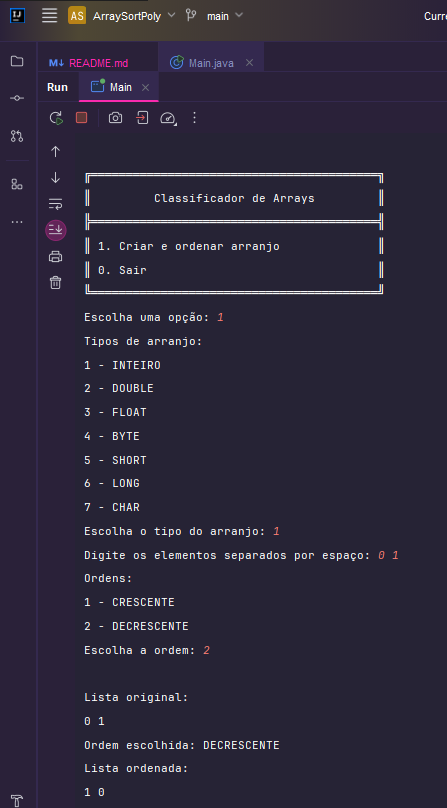 AS ArraySortPoly main Curre
M↓ README.md Main.java
Run Main
Classificador de Arrays
1. Criar e ordenar arranjo
0. Sair
Escolha uma opção: 1
Tipos de arranjo:
1 - INTEIRO
2 - DOUBLE
3 - FLOAT
4 - BYTE
5 - SHORT
6 - LONG
7 - CHAR
Escolha o tipo do arranjo: 1
Digite os elementos separados por espaço: 0 1
Ordens:
1 - CRESCENTE
2 - DECRESCENTE
Escolha a ordem: 2
Lista original:
0 1
Ordem escolhida: DECRESCENTE
Lista ordenada:
1 0